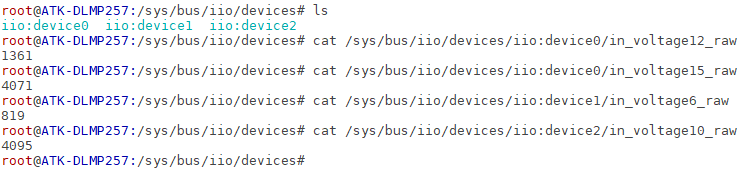 root@ATK-DLMP257:/sys/bus/iio/devices# ls
iio:device0  iio:device1  iio:device2
root@ATK-DLMP257:/sys/bus/iio/devices# cat /sys/bus/iio/devices/iio:device0/in_voltage12_raw
1361
root@ATK-DLMP257:/sys/bus/iio/devices# cat /sys/bus/iio/devices/iio:device0/in_voltage15_raw
4071
root@ATK-DLMP257:/sys/bus/iio/devices# cat /sys/bus/iio/devices/iio:device1/in_voltage6_raw
819
root@ATK-DLMP257:/sys/bus/iio/devices# cat /sys/bus/iio/devices/iio:device2/in_voltage10_raw
4095
root@ATK-DLMP257:/sys/bus/iio/devices#